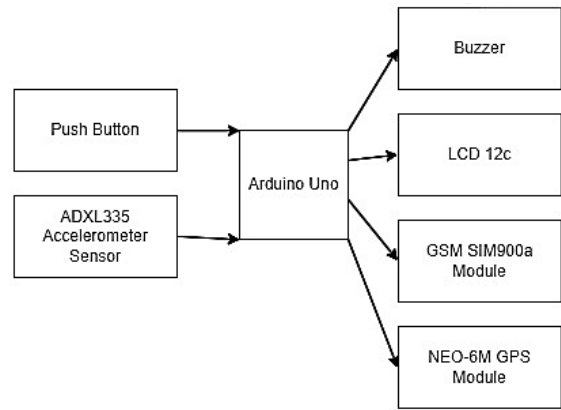 Buzzer
Push Button
LCD 12c
Arduino Uno
ADXL335
Accelerometer
Sensor
GSM SIM900a
Module
NEO-6M GPS
Module